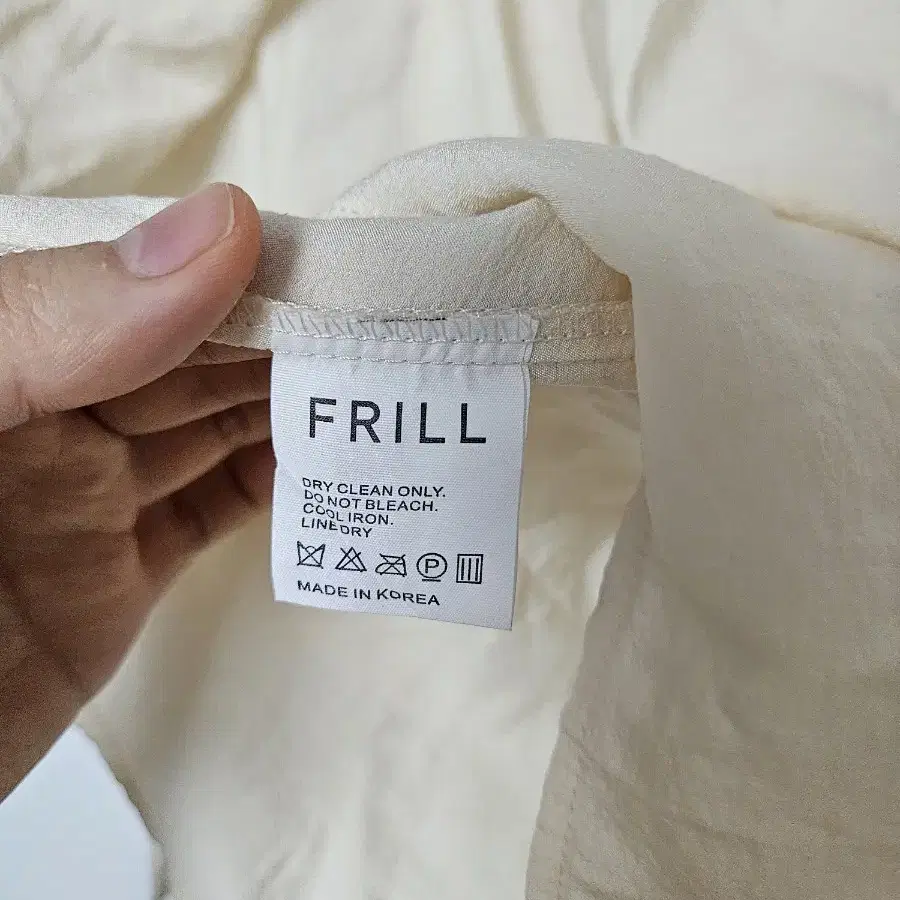 FRILL
DRY CLEAN ONLY.
DO NOT BLEACH.
COOL IRON.
LINE DRY
P
MADE IN KOREA